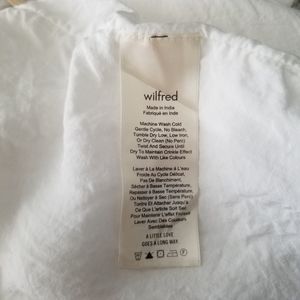 wilfred
Made in India
Fabriqué en Inde
Machine Wash Cold
Gentle Cycle, No Bleach,
Tumble Dry Low, Low Iron,
Or Dry Clean (No Perc)
Twist And Secure Until
Dry To Maintain Crinkle Effect
Wash With Like Colours
Laver À La Machine À L'eau
Froide Au Cycle Délicat,
Pas De Blanchiment,
Sécher À Basse Température,
Repasser À Basse Température
Ou Nettoyer À Sec (Sans Perc)
Tordre Et Attacher Jusqu'à
Ce Que L'article Soit Sec
Pour Maintenir L'effet Froissé
Laver Avec Des Couleurs
Semblables
A LITTLE LOVE
GOES A LONG WAY.